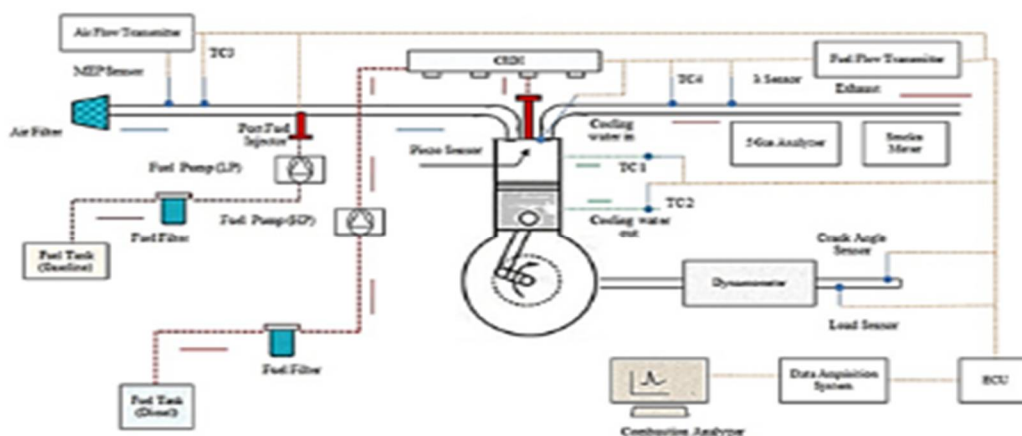 Air Flow Transmitter
TC3
MEP Sensor
CRDI
Fuel Flow Transmitter
TC4
λ Sensor
Exhaust
Air Filter
Port Fuel
Injector
Cooling
water in
Piezo Sensor
5 Gas Analyzer
Smoke
Meter
Fuel Pump (LP)
TC1
TC2
Fuel Filter
Fuel Pump (HP)
Cooling water
out
Fuel Tank
(Gasoline)
Crank Angle
Sensor
Dynamometer
Load Sensor
Fuel Filter
Fuel Tank
(Diesel)
Data Acquisition
System
ECU
Combustion Analyzer